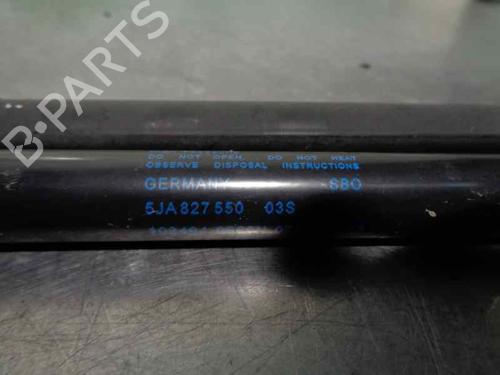 B-PARTS
DO NOT OPEN DO NOT HEAT
OBSERVE DISPOSAL INSTRUCTIONS
GERMANY SBO
5JA 827 550 03S